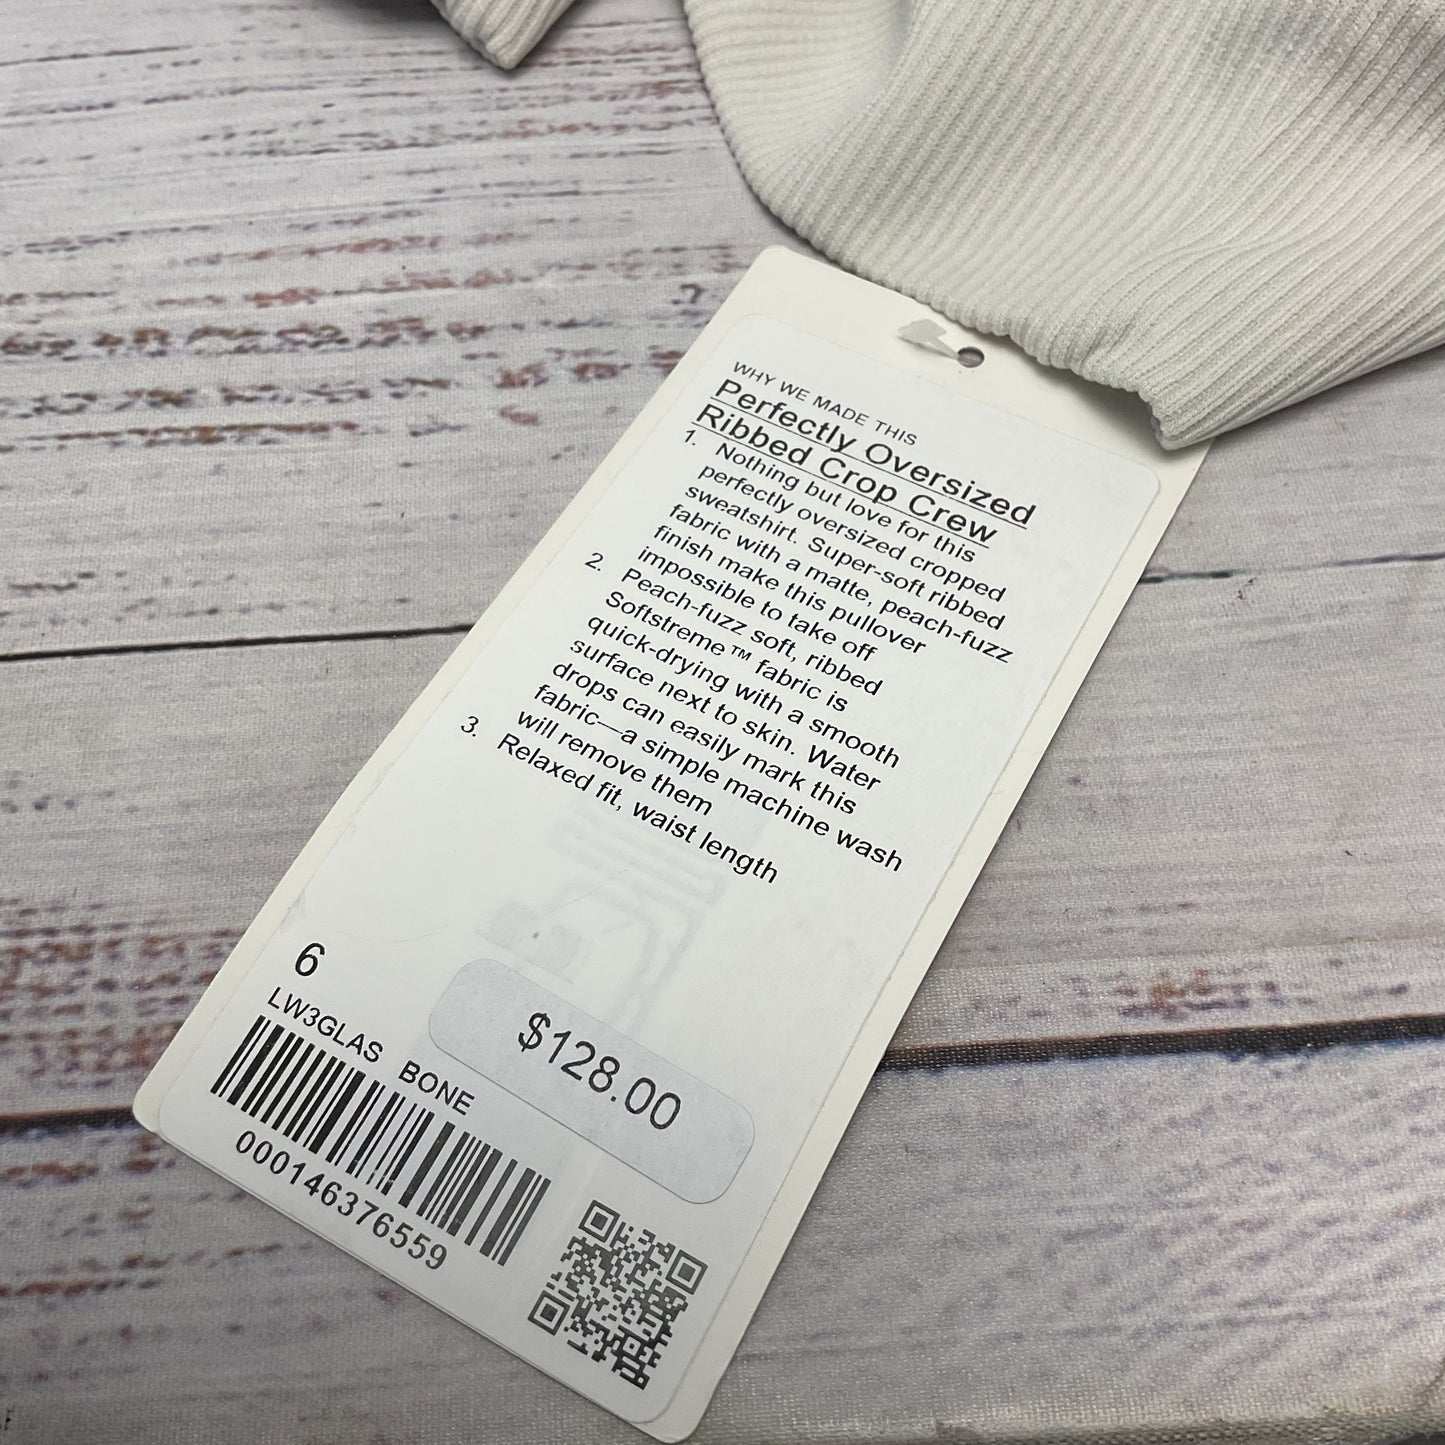 WHY WE MADE THIS
Perfectly Oversized
Ribbed Crop Crew
1. Nothing but love for this
perfectly oversized cropped
sweatshirt. Super-soft ribbed
fabric with a matte, peach-fuzz
finish make this pullover
impossible to take off
2. Peach-fuzz soft, ribbed
Softstreme™ fabric is
quick-drying with a smooth
surface next to skin. Water
drops can easily mark this
fabric—a simple machine wash
will remove them
3. Relaxed fit, waist length
6
LW3GLAS BONE
$128.00
000146376559